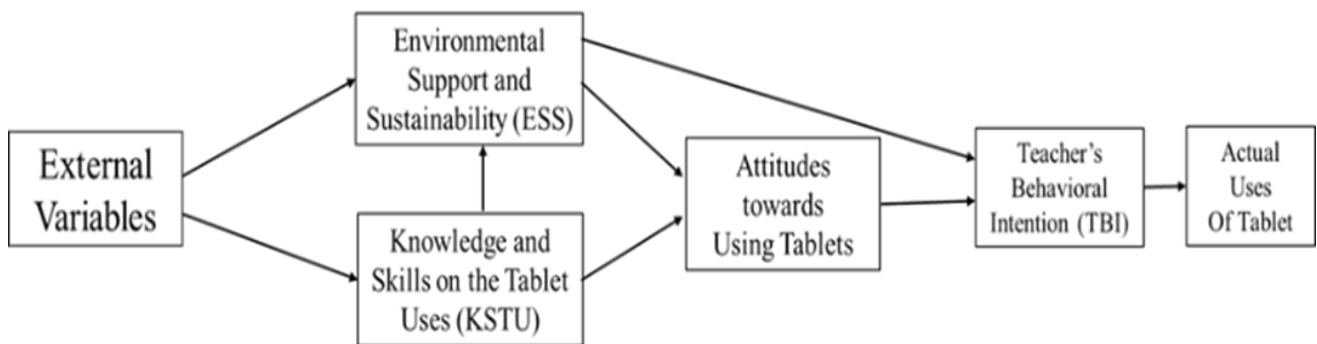 External
Variables
Environmental
Support and
Sustainability (ESS)
Knowledge and
Skills on the Tablet
Uses (KSTU)
Attitudes
towards
Using Tablets
Teacher's
Behavioral
Intention (TBI)
Actual
Uses
Of Tablet